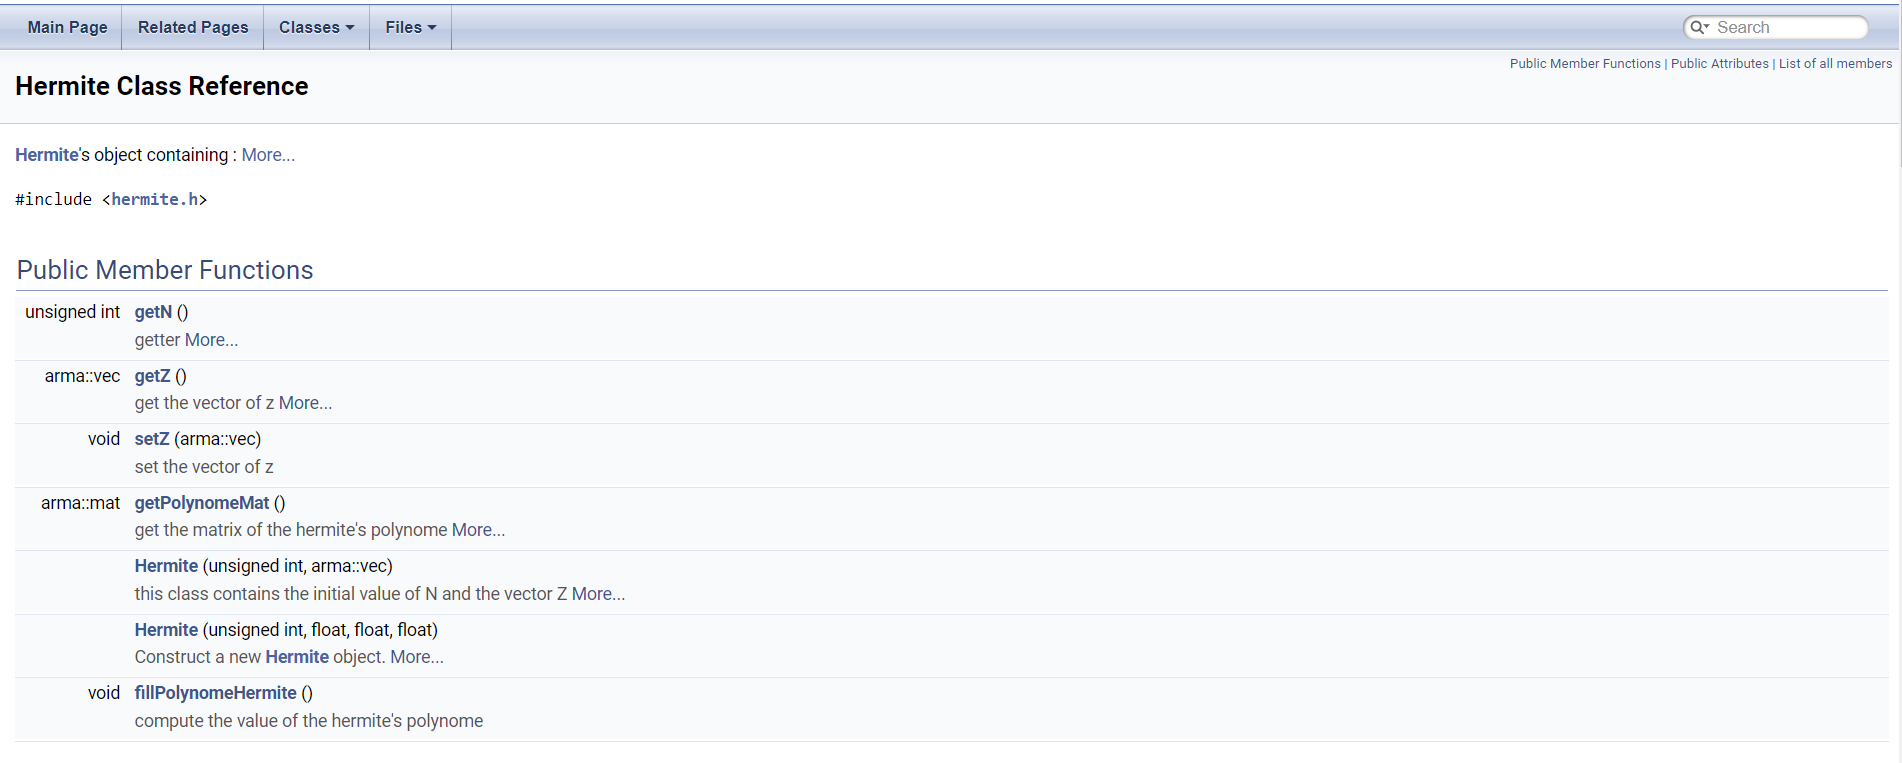 Main Page Related Pages Classes Files Search
Public Member Functions | Public Attributes | List of all members
Hermite Class Reference
Hermite's object containing : More...
#include <hermite.h>
Public Member Functions
unsigned int getN ()
getter More...
arma::vec getZ ()
get the vector of z More...
void setZ (arma::vec)
set the vector of z
arma::mat getPolynomeMat ()
get the matrix of the hermite's polynome More...
Hermite (unsigned int, arma::vec)
this class contains the initial value of N and the vector Z More...
Hermite (unsigned int, float, float, float)
Construct a new Hermite object. More...
void fillPolynomeHermite ()
compute the value of the hermite's polynome